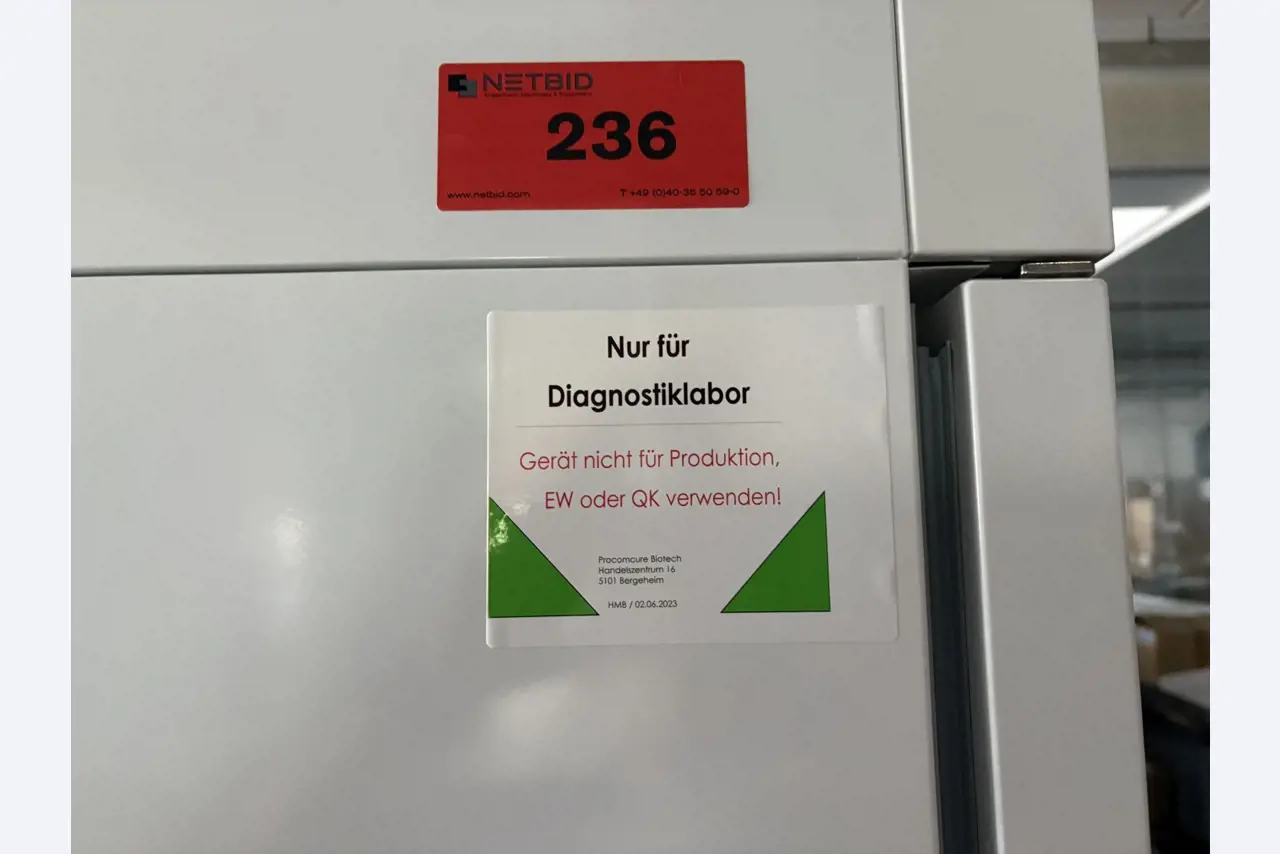 NETBID
236
www.netbid.com
T +49 (0)40-35 50 59-0
Nur für
Diagnostiklabor
Gerät nicht für Produktion,
EW oder QK verwenden!
Procomcure Biotech
Handelszentrum 16
5101 Bergeheim
HMB / 02.06.2023